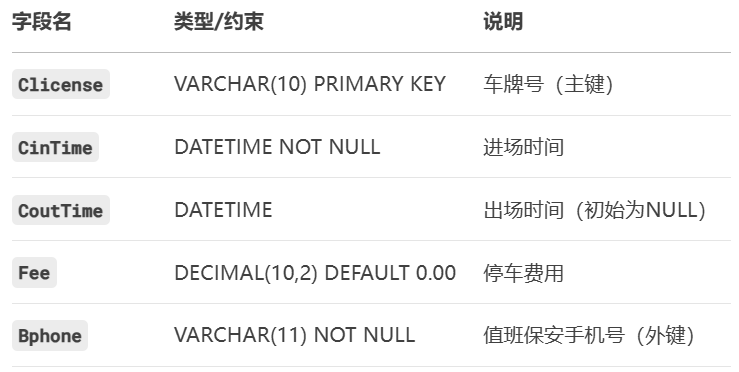 字段名 类型/约束 说明
Clicense VARCHAR(10) PRIMARY KEY 车牌号（主键）
CinTime DATETIME NOT NULL 进场时间
CoutTime DATETIME 出场时间（初始为NULL）
Fee DECIMAL(10,2) DEFAULT 0.00 停车费用
Bphone VARCHAR(11) NOT NULL 值班保安手机号（外键）